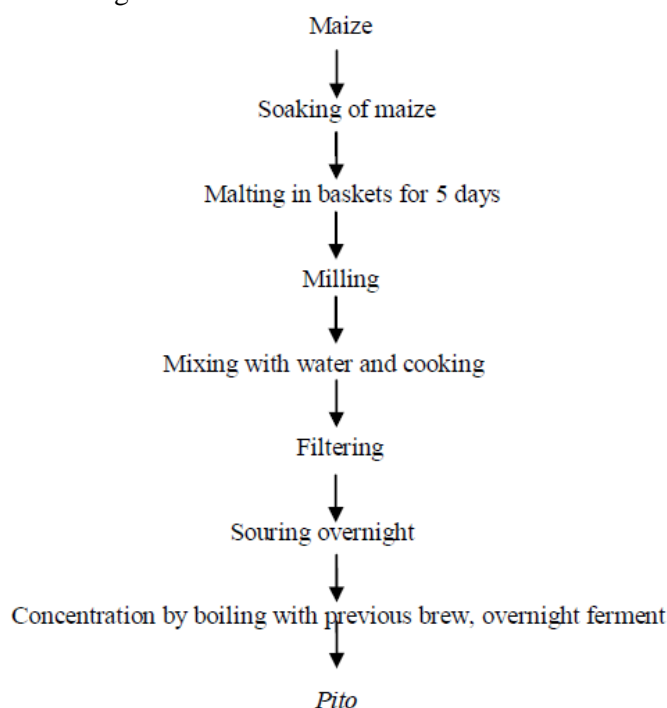 Maize
Soaking of maize
Malting in baskets for 5 days
Milling
Mixing with water and cooking
Filtering
Souring overnight
Concentration by boiling with previous brew, overnight ferment
Pito